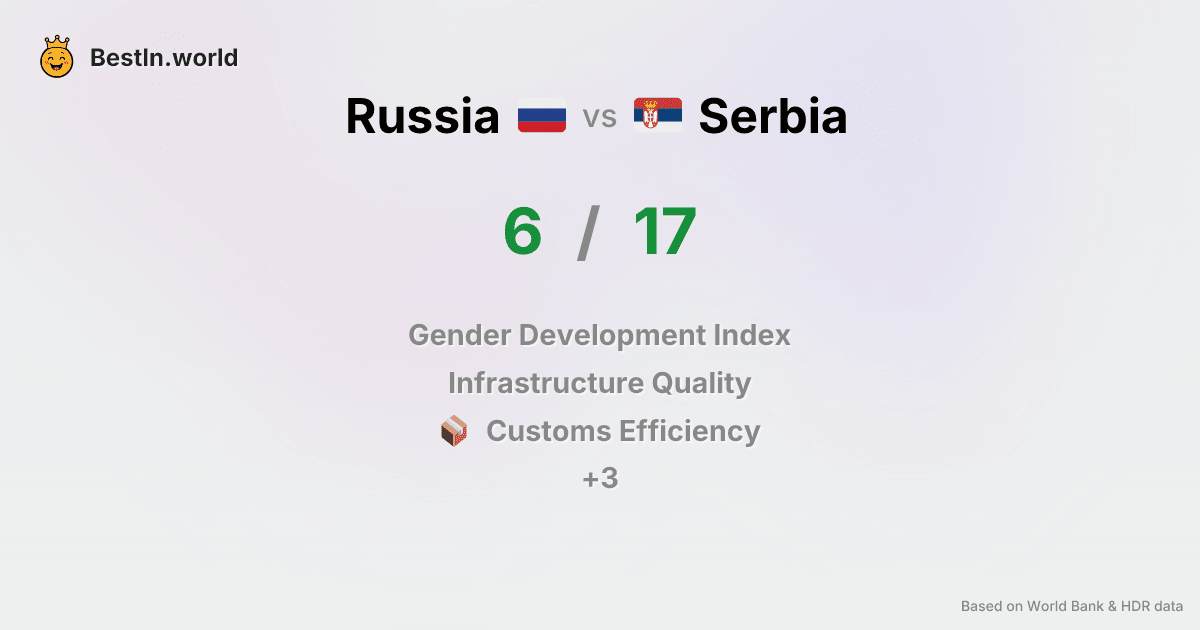 BestIn.world
Russia vs Serbia
6 / 17
Gender Development Index
Infrastructure Quality
Customs Efficiency
+3
Based on World Bank & HDR data